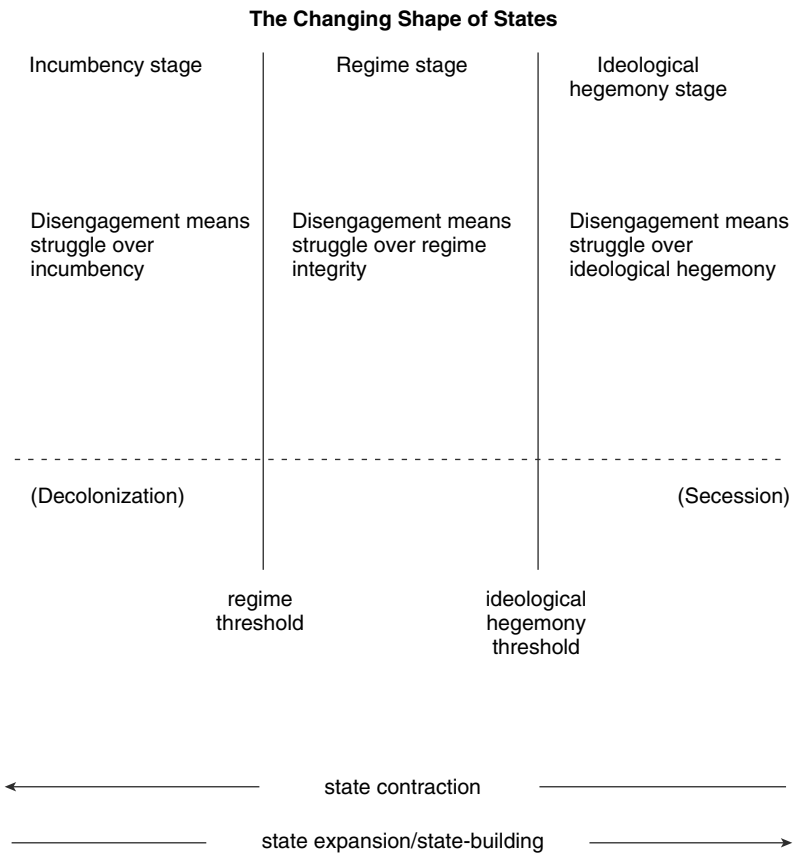 The Changing Shape of States
Incumbency stage
Regime stage
Ideological
hegemony stage
Disengagement means
struggle over
incumbency
Disengagement means
struggle over regime
integrity
Disengagement means
struggle over
ideological hegemony
(Decolonization)
(Secession)
regime
threshold
ideological
hegemony
threshold
state contraction
state expansion/state-building